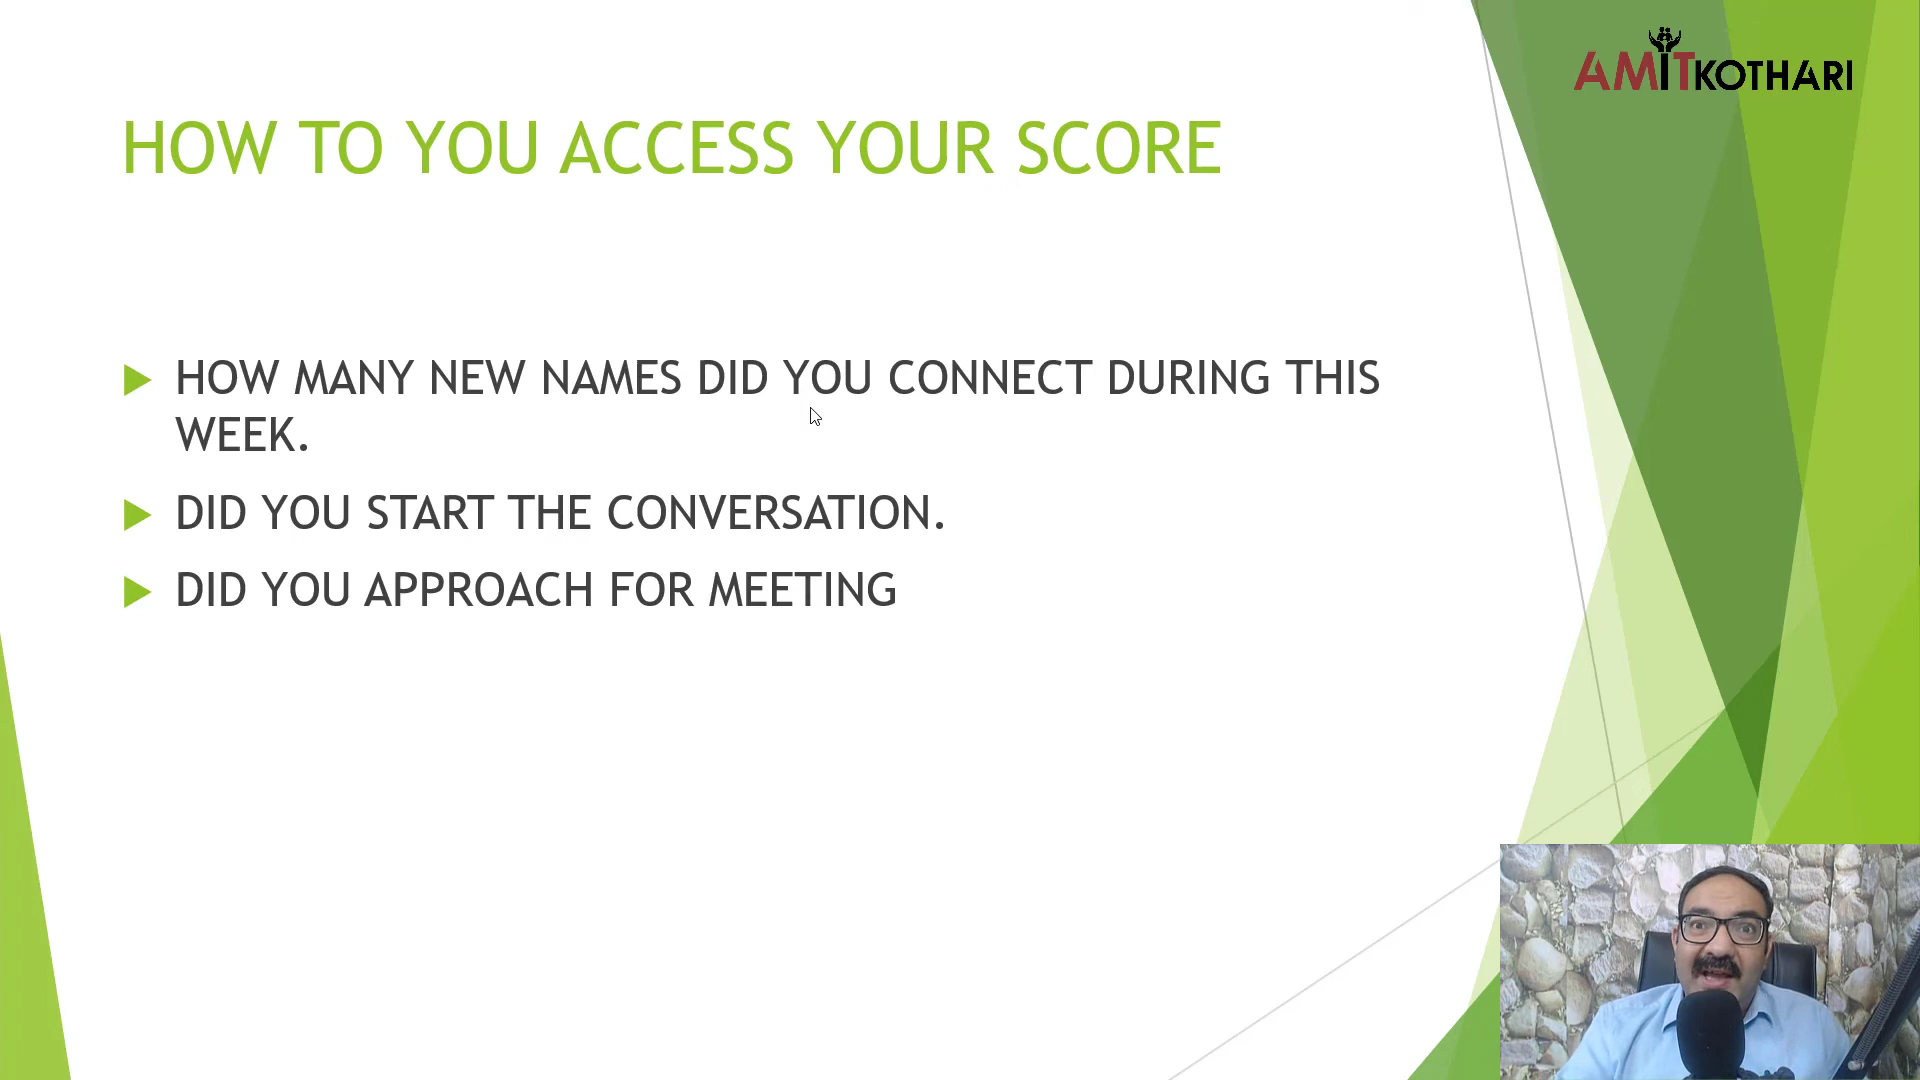 AMITKOTHARI
HOW TO YOU ACCESS YOUR SCORE
HOW MANY NEW NAMES DID YOU CONNECT DURING THIS
WEEK.
DID YOU START THE CONVERSATION.
DID YOU APPROACH FOR MEETING